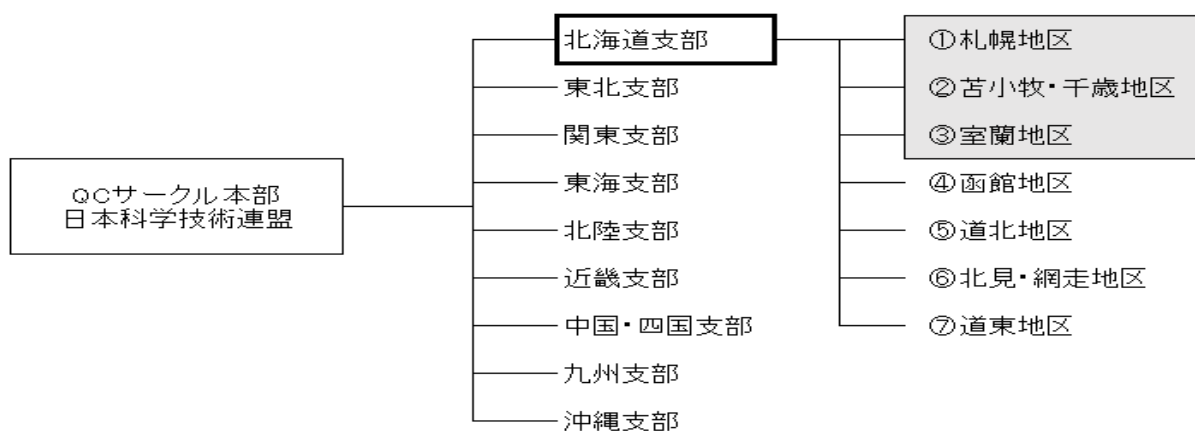 QCサークル本部
日本科学技術連盟
北海道支部
東北支部
関東支部
東海支部
北陸支部
近畿支部
中国・四国支部
九州支部
沖縄支部
①札幌地区
②苫小牧・千歳地区
③室蘭地区
④函館地区
⑤道北地区
⑥北見・網走地区
⑦道東地区